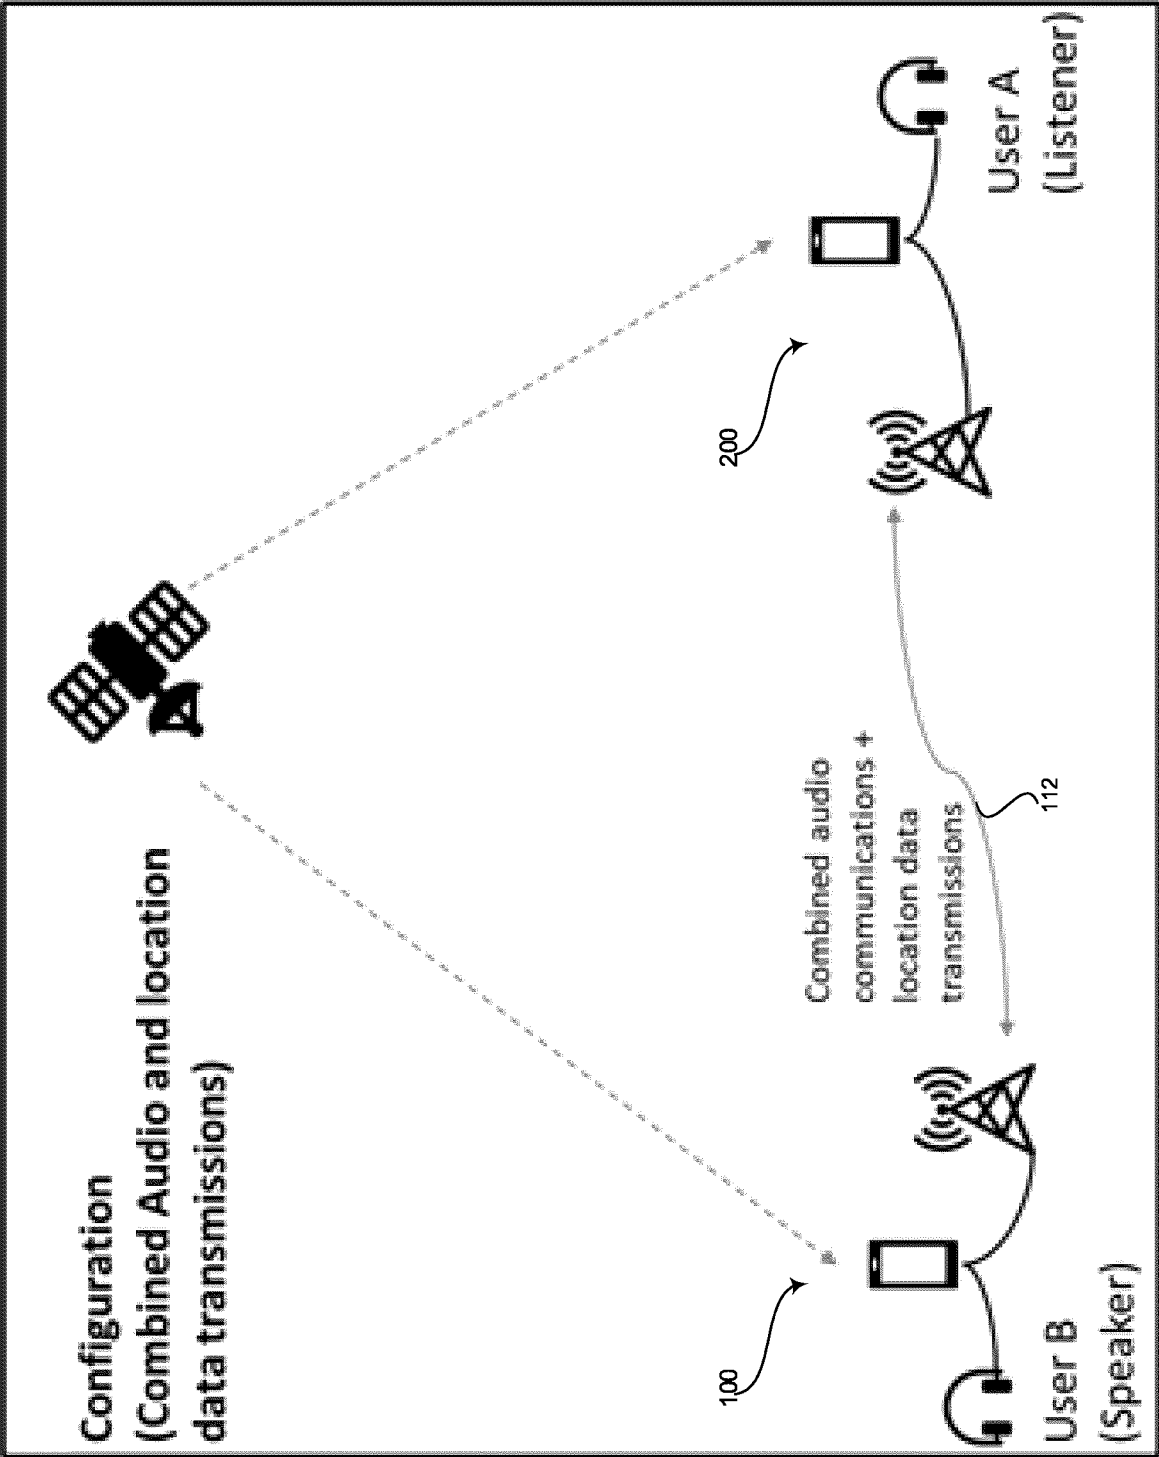 Configuration
(Combined Audio and location
data transmissions)
100
200
Combined audio
communications +
location data
transmissions
112
User B
(Speaker)
User A
(Listener)